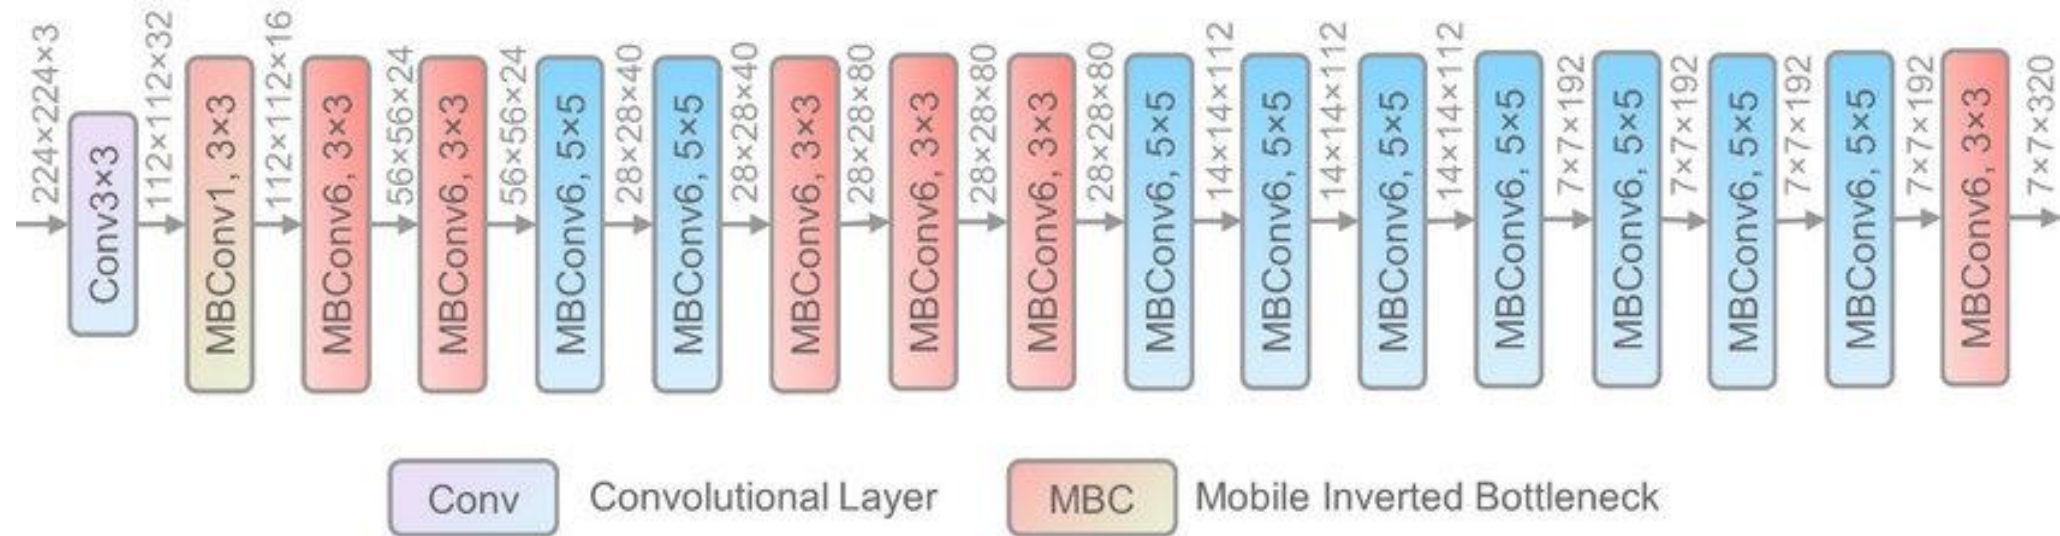 224×224×3
Conv3×3
112×112×32
MBConv1, 3×3
112×112×16
MBConv6, 3×3
56×56×24
MBConv6, 3×3
56×56×24
MBConv6, 5×5
28×28×40
MBConv6, 5×5
28×28×40
MBConv6, 3×3
28×28×80
MBConv6, 3×3
28×28×80
MBConv6, 3×3
28×28×80
MBConv6, 5×5
14×14×112
MBConv6, 5×5
14×14×112
MBConv6, 5×5
14×14×112
MBConv6, 5×5
7×7×192
MBConv6, 5×5
7×7×192
MBConv6, 5×5
7×7×192
MBConv6, 5×5
7×7×192
MBConv6, 3×3
7×7×320
Conv Convolutional Layer MBC Mobile Inverted Bottleneck